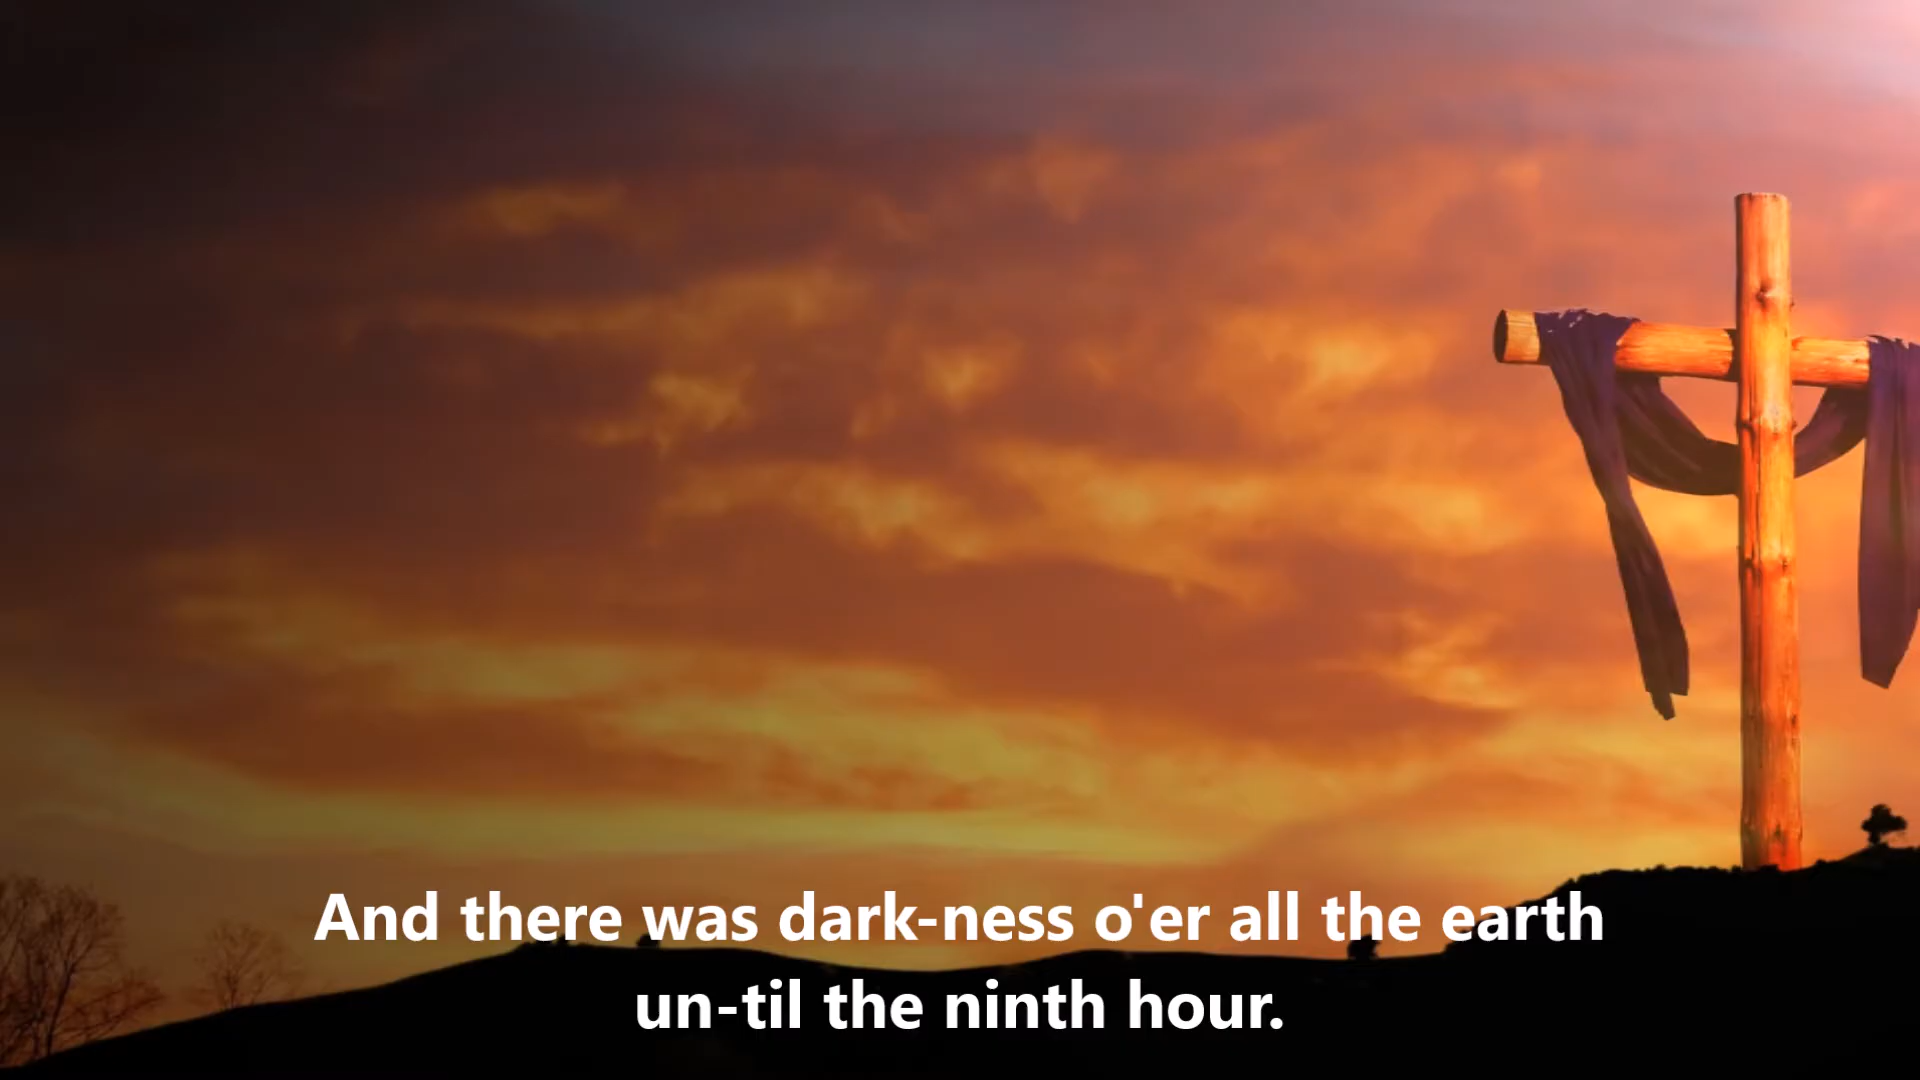 And there was dark-ness o'er all the earth
un-til the ninth hour.